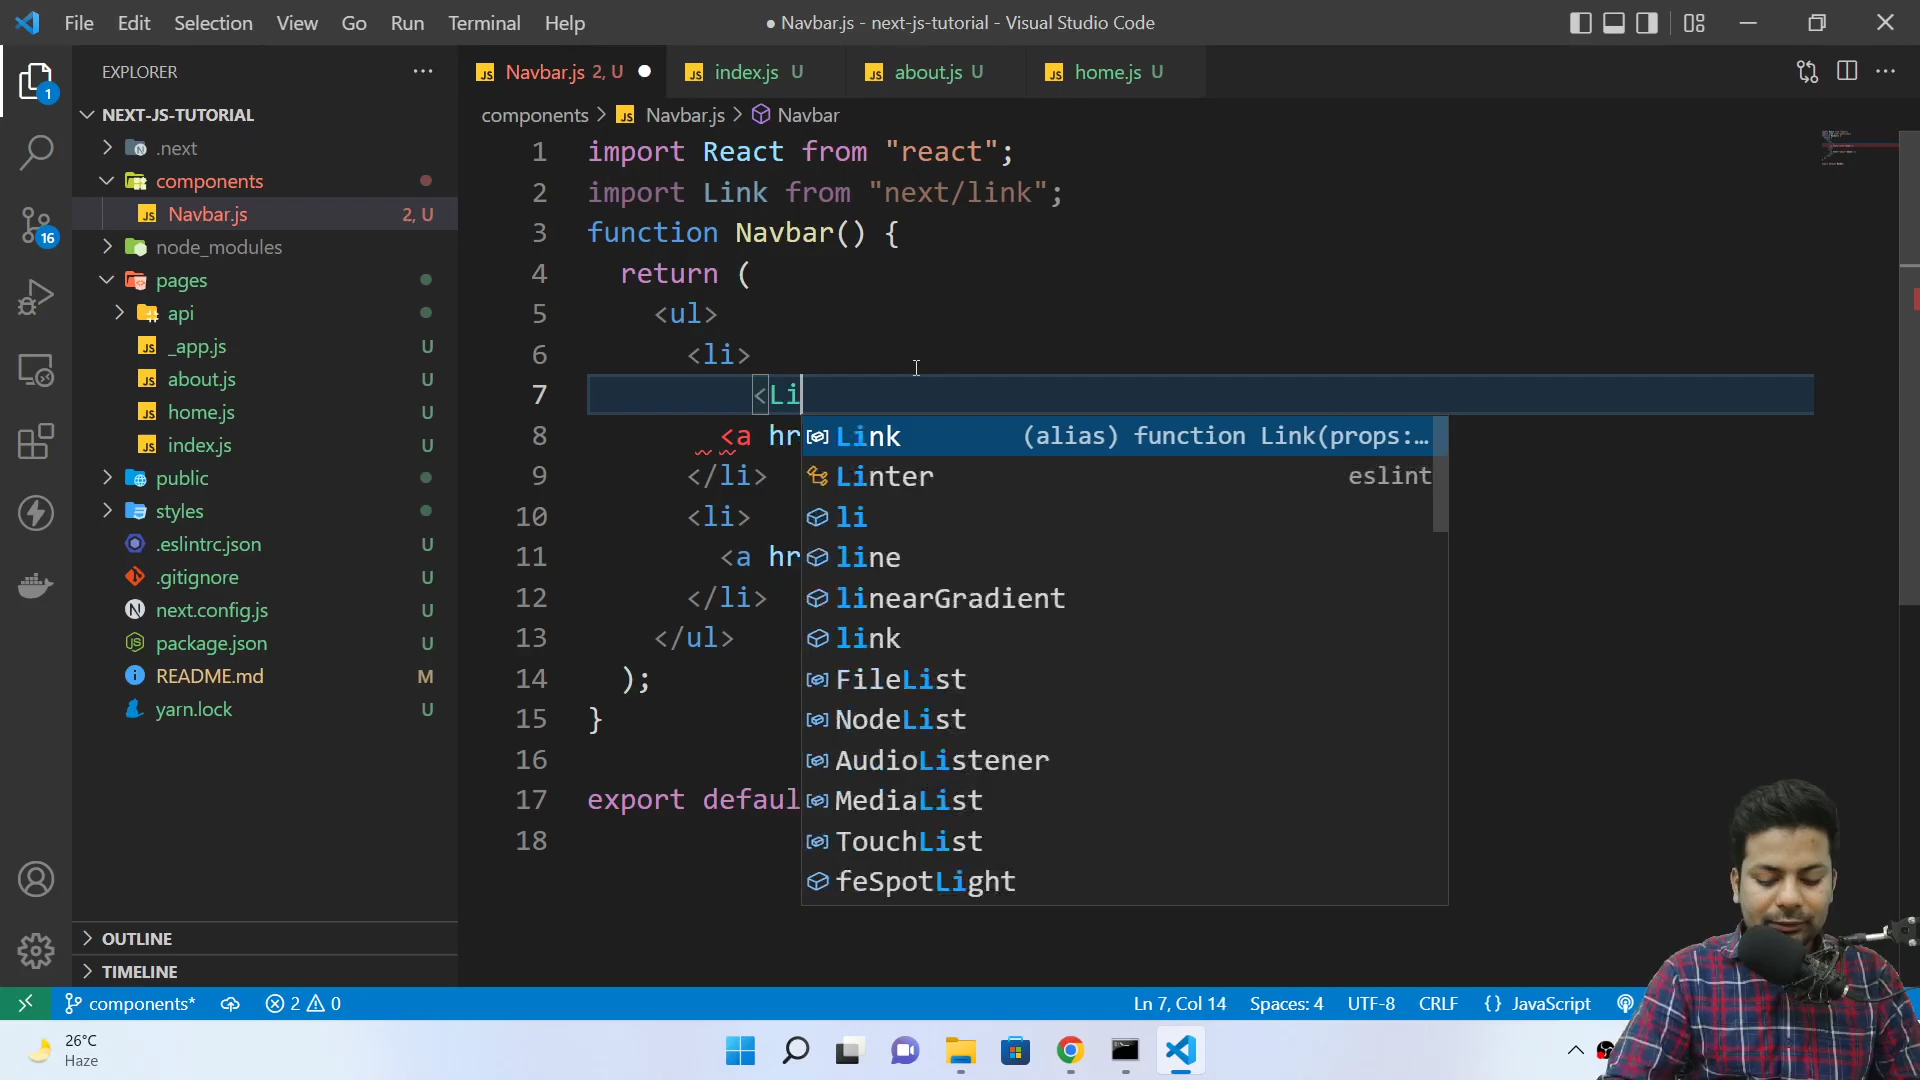 File Edit Selection View Go Run Terminal Help
● Navbar.js - next-js-tutorial - Visual Studio Code
EXPLORER
1
NEXT-JS-TUTORIAL
.next
components
Navbar.js 2, U
node_modules
16
pages
api
_app.js U
about.js U
home.js U
index.js U
public
styles
.eslintrc.json U
.gitignore U
next.config.js U
package.json U
README.md M
yarn.lock U
OUTLINE
TIMELINE
Navbar.js 2, U
index.js U
about.js U
home.js U
components > Navbar.js > Navbar
1 import React from "react";
2 import Link from "next/link";
3 function Navbar() {
4 return (
5 <ul>
6 <li>
7 <Li
8 <a hr
9 </li>
10 <li>
11 <a hr
12 </li>
13 </ul>
14 );
15 }
16
17 export defaul
18
Link (alias) function Link(props:…
Linter eslint
li
line
linearGradient
link
FileList
NodeList
AudioListener
MediaList
TouchList
feSpotLight
components* 2 0
Ln 7, Col 14 Spaces: 4 UTF-8 CRLF {} JavaScript
26°C
Haze